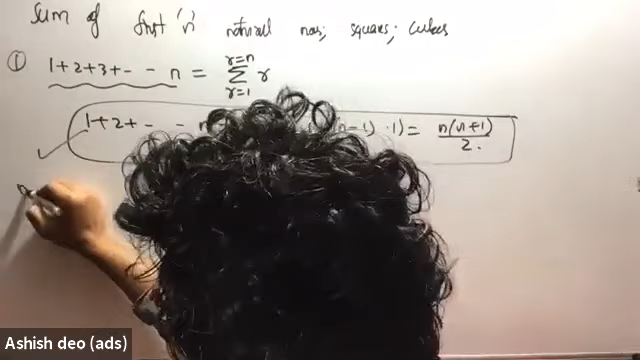 Sum of first 'n' natural nos; squares; cubes
① 1+2+3+- - - n = r=n Σ r=1 r
1+2+- - - n-1) · 1) = n(n+1)/2.
Ashish deo (ads)